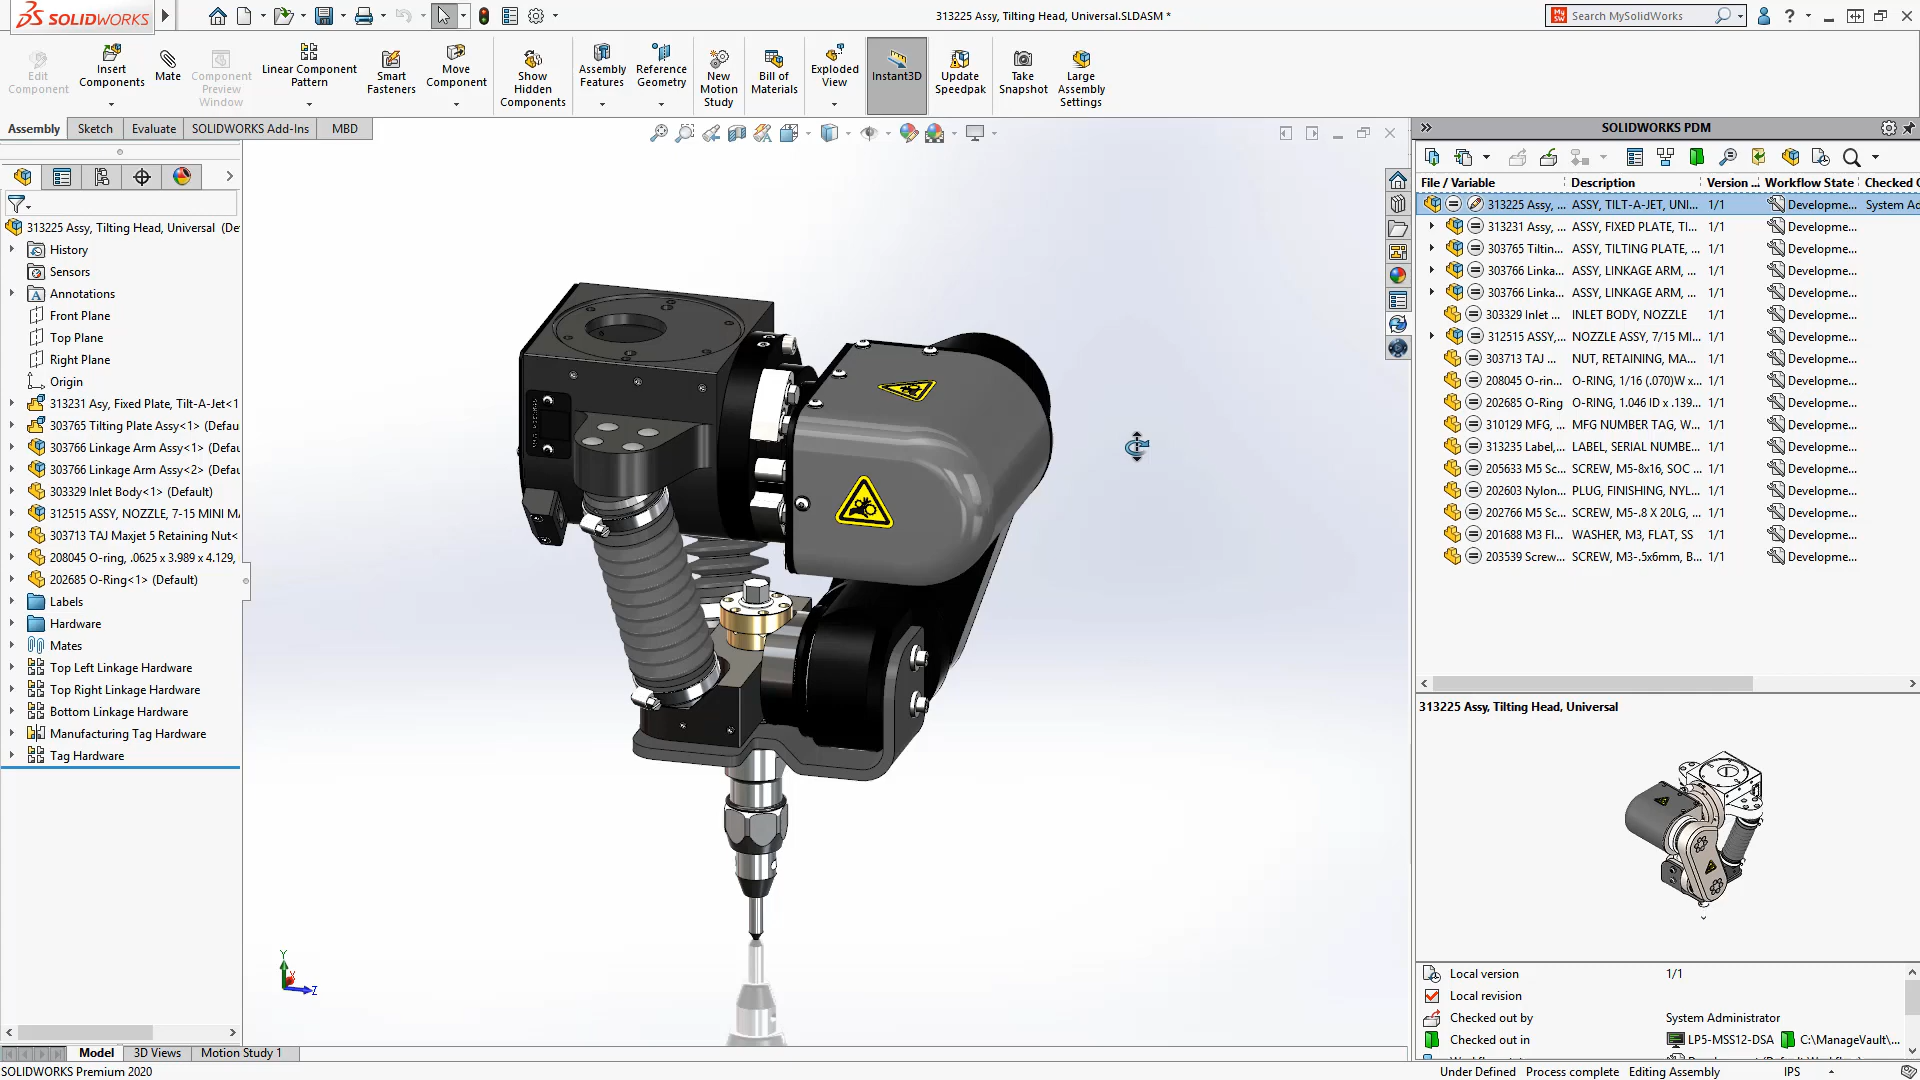 SOLIDWORKS
313225 Assy, Tilting Head, Universal.SLDASM *
Search MySolidWorks
Edit Component
Insert Components
Mate
Component Preview Window
Linear Component Pattern
Smart Fasteners
Move Component
Show Hidden Components
Assembly Features
Reference Geometry
New Motion Study
Bill of Materials
Exploded View
Instant3D
Update Speedpak
Take Snapshot
Large Assembly Settings
Assembly
Sketch
Evaluate
SOLIDWORKS Add-Ins
MBD
313225 Assy, Tilting Head, Universal (De
History
Sensors
Annotations
Front Plane
Top Plane
Right Plane
Origin
313231 Asy, Fixed Plate, Tilt-A-Jet<1
303765 Tilting Plate Assy<1> (Defau
303766 Linkage Arm Assy<1> (Defau
303766 Linkage Arm Assy<2> (Defau
303329 Inlet Body<1> (Default)
312515 ASSY, NOZZLE, 7-15 MINI M
303713 TAJ Maxjet 5 Retaining Nut<
208045 O-ring, .0625 x 3.989 x 4.129,
202685 O-Ring<1> (Default)
Labels
Hardware
Mates
Top Left Linkage Hardware
Top Right Linkage Hardware
Bottom Linkage Hardware
Manufacturing Tag Hardware
Tag Hardware
Y
X
Z
SOLIDWORKS PDM
File / Variable Description Version ... Workflow State Checked O
313225 Assy, ... ASSY, TILT-A-JET, UNI... 1/1 Developme... System Ad
313231 Assy, ... ASSY, FIXED PLATE, TI... 1/1 Developme...
303765 Tiltin... ASSY, TILTING PLATE, ... 1/1 Developme...
303766 Linka... ASSY, LINKAGE ARM, ... 1/1 Developme...
303766 Linka... ASSY, LINKAGE ARM, ... 1/1 Developme...
303329 Inlet ... INLET BODY, NOZZLE 1/1 Developme...
312515 ASSY,... NOZZLE ASSY, 7/15 MI... 1/1 Developme...
303713 TAJ ... NUT, RETAINING, MA... 1/1 Developme...
208045 O-rin... O-RING, 1/16 (.070)W x... 1/1 Developme...
202685 O-Ring O-RING, 1.046 ID x .139... 1/1 Developme...
310129 MFG, ... MFG NUMBER TAG, W... 1/1 Developme...
313235 Label,... LABEL, SERIAL NUMBE... 1/1 Developme...
205633 M5 Sc... SCREW, M5-8x16, SOC ... 1/1 Developme...
202603 Nylon... PLUG, FINISHING, NYL... 1/1 Developme...
202766 M5 Sc... SCREW, M5-.8 X 20LG, ... 1/1 Developme...
201688 M3 Fl... WASHER, M3, FLAT, SS 1/1 Developme...
203539 Screw... SCREW, M3-.5x6mm, B... 1/1 Developme...
313225 Assy, Tilting Head, Universal
Local version 1/1
Local revision
Checked out by System Administrator
Checked out in LP5-MSS12-DSA C:\ManageVault\...
Model
3D Views
Motion Study 1
SOLIDWORKS Premium 2020
Under Defined
Process complete
Editing Assembly
IPS